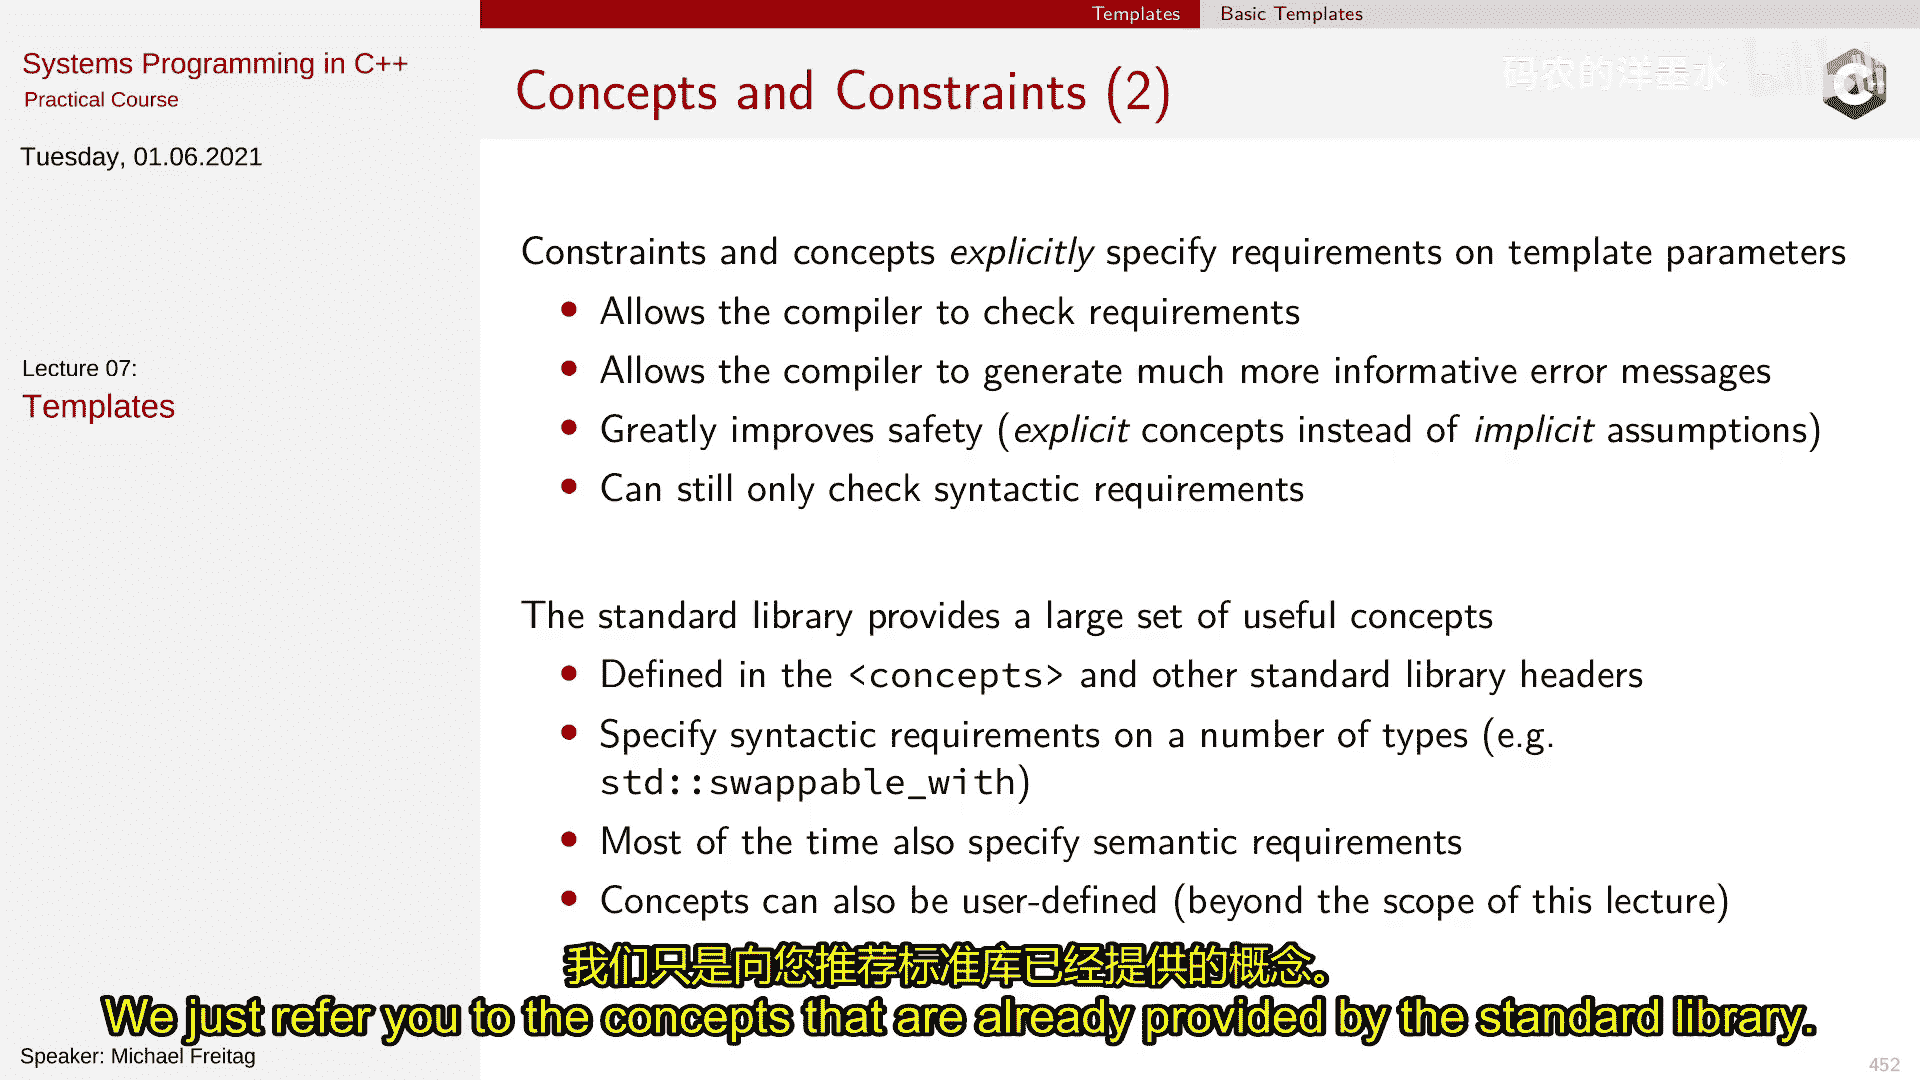 Templates
Basic Templates
Systems Programming in C++
Practical Course
Tuesday, 01.06.2021
Lecture 07:
Templates
Concepts and Constraints (2)
码农的洋墨水
Constraints and concepts explicitly specify requirements on template parameters
• Allows the compiler to check requirements
• Allows the compiler to generate much more informative error messages
• Greatly improves safety (explicit concepts instead of implicit assumptions)
• Can still only check syntactic requirements
The standard library provides a large set of useful concepts
• Defined in the <concepts> and other standard library headers
• Specify syntactic requirements on a number of types (e.g.
std::swappable_with)
• Most of the time also specify semantic requirements
• Concepts can also be user-defined (beyond the scope of this lecture)
我们只是向您推荐标准库已经提供的概念。
We just refer you to the concepts that are already provided by the standard library.
Speaker: Michael Freitag
452